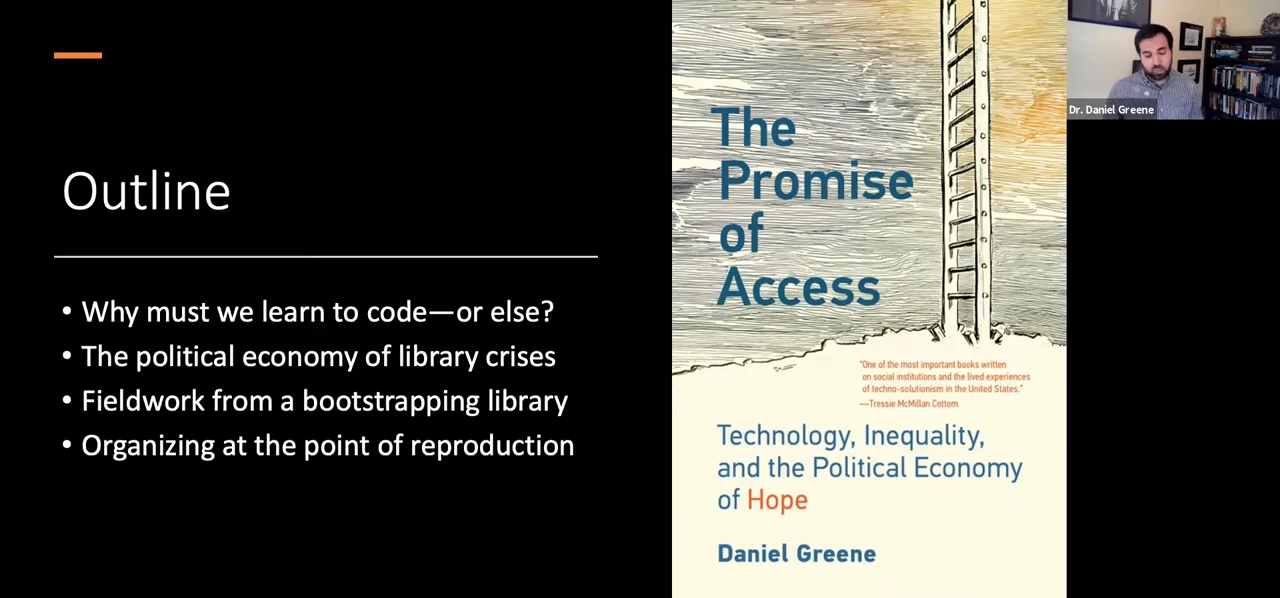 Outline
• Why must we learn to code—or else?
• The political economy of library crises
• Fieldwork from a bootstrapping library
• Organizing at the point of reproduction
The
Promise
of
Access
"One of the most important books written
on social institutions and the lived experiences
of techno-solutionism in the United States."
—Tressie McMillan Cottom
Technology, Inequality,
and the Political Economy
of Hope
Daniel Greene
Dr. Daniel Greene